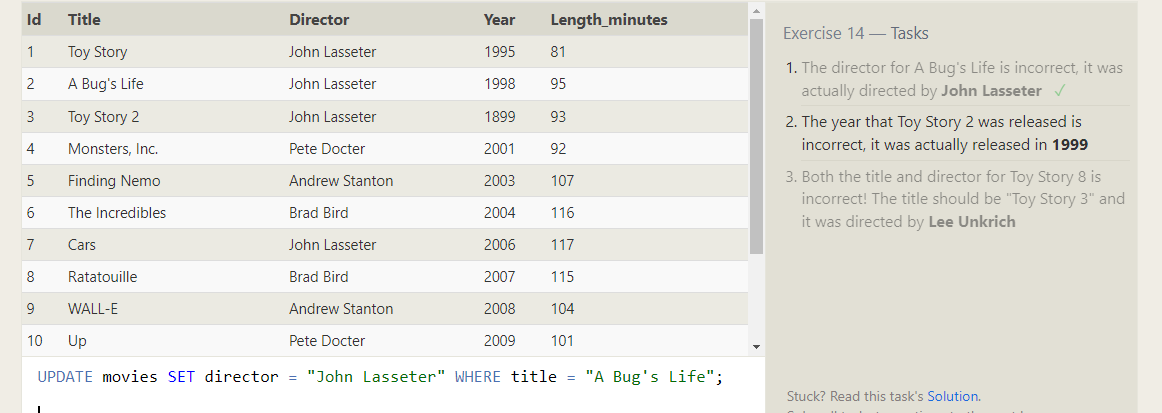 Id Title Director Year Length_minutes
1 Toy Story John Lasseter 1995 81
2 A Bug's Life John Lasseter 1998 95
3 Toy Story 2 John Lasseter 1899 93
4 Monsters, Inc. Pete Docter 2001 92
5 Finding Nemo Andrew Stanton 2003 107
6 The Incredibles Brad Bird 2004 116
7 Cars John Lasseter 2006 117
8 Ratatouille Brad Bird 2007 115
9 WALL-E Andrew Stanton 2008 104
10 Up Pete Docter 2009 101
UPDATE movies SET director = "John Lasseter" WHERE title = "A Bug's Life";
Exercise 14 — Tasks
1. The director for A Bug's Life is incorrect, it was
actually directed by John Lasseter ✓
2. The year that Toy Story 2 was released is
incorrect, it was actually released in 1999
3. Both the title and director for Toy Story 8 is
incorrect! The title should be "Toy Story 3" and
it was directed by Lee Unkrich
Stuck? Read this task's Solution.